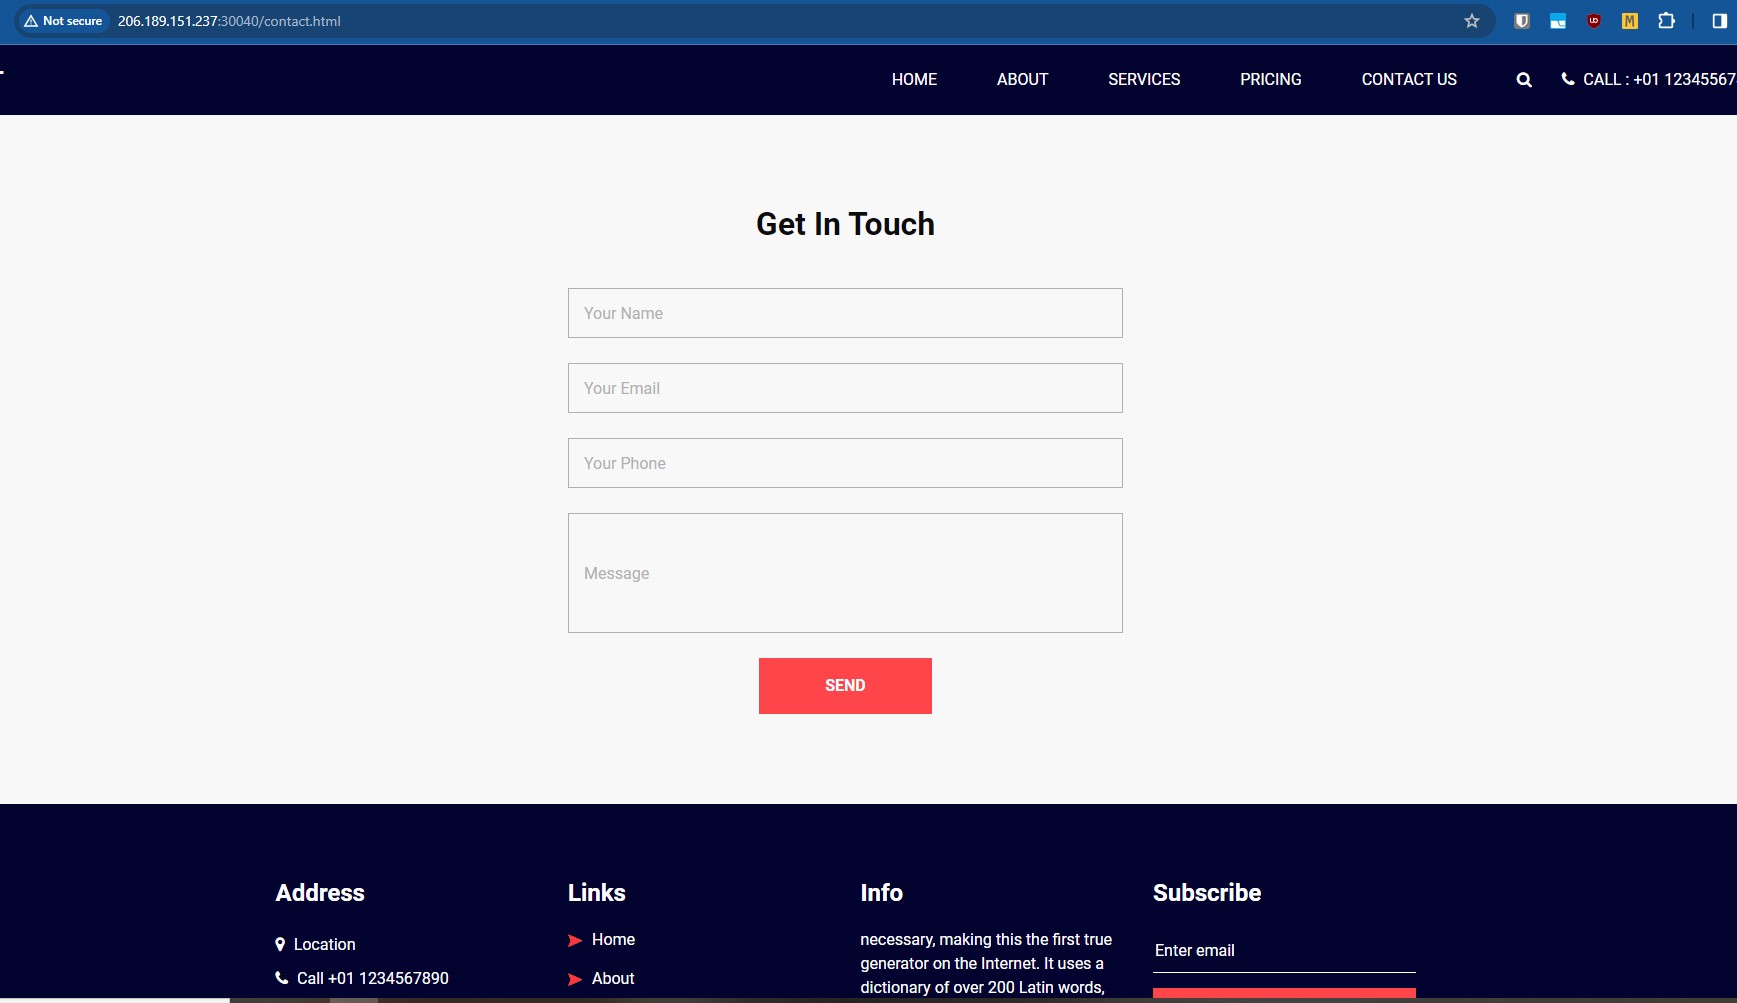 Not secure
206.189.151.237:30040/contact.html
HOME
ABOUT
SERVICES
PRICING
CONTACT US
CALL : +01 12345567
Get In Touch
Your Name
Your Email
Your Phone
Message
SEND
Address
Location
Call +01 1234567890
Links
Home
About
Info
necessary, making this the first true
generator on the Internet. It uses a
dictionary of over 200 Latin words,
Subscribe
Enter email